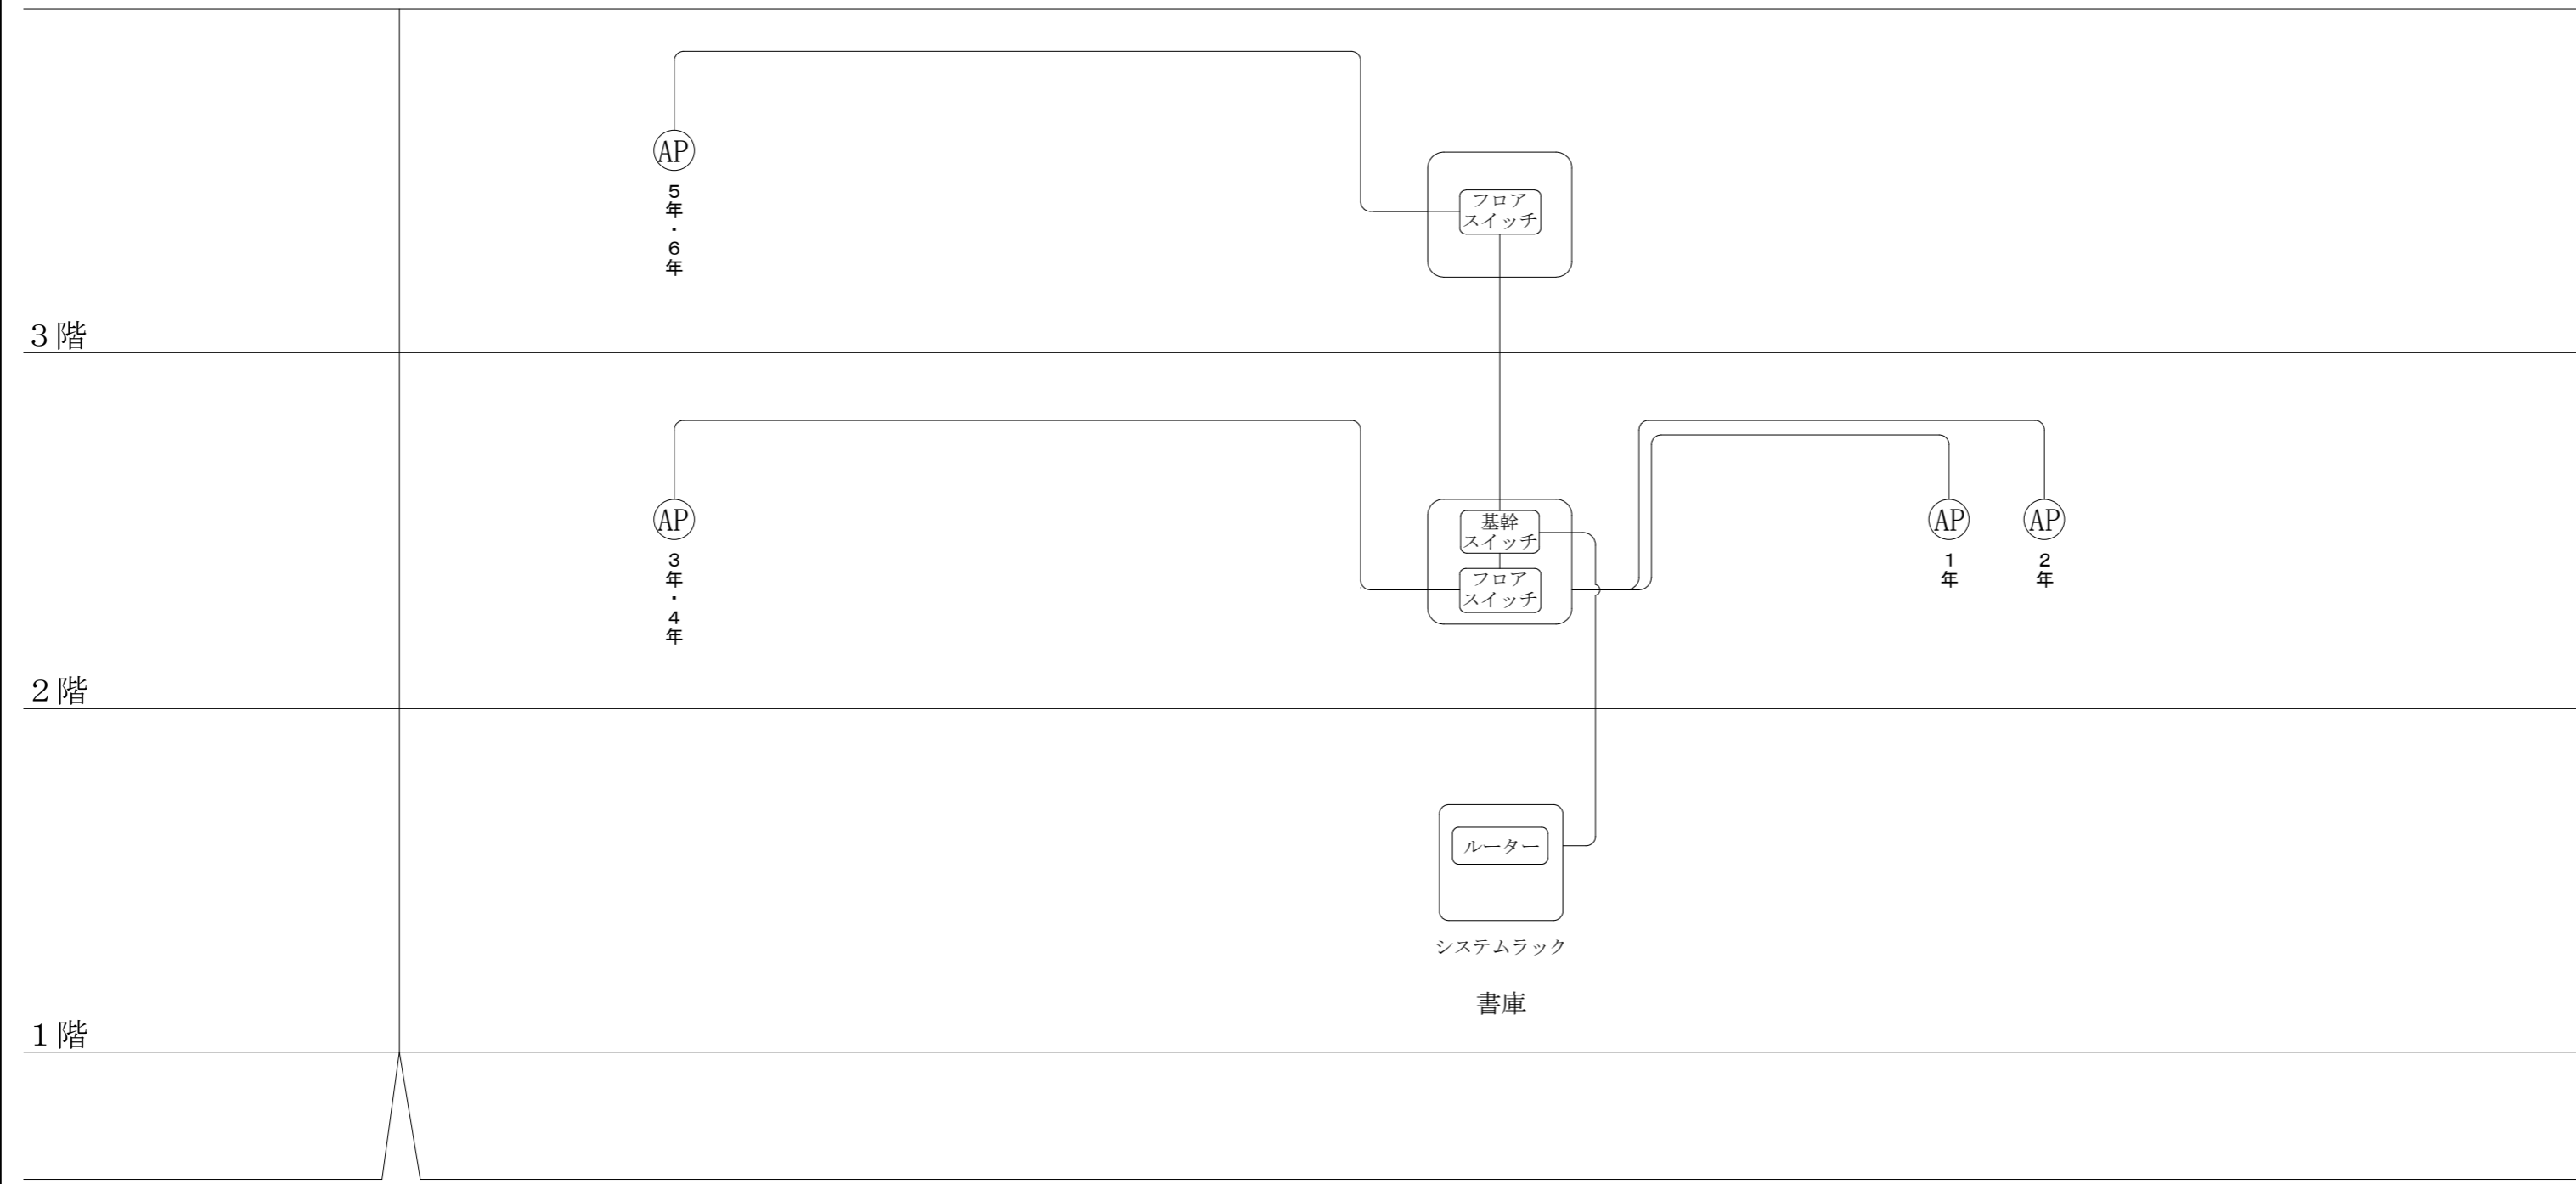 AP
5年・6年
フロア
スイッチ
３階
AP
3年・4年
基幹
スイッチ
フロア
スイッチ
AP
1年
AP
2年
２階
ルーター
システムラック
書庫
１階